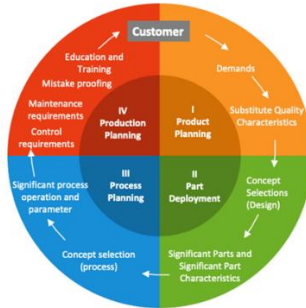 Customer
Demands
Substitute Quality
Characteristics
Concept
Selections
(Design)
Significant Parts and
Significant Part
Characteristics
Concept selection
(process)
Significant process
operation and
parameter
Control
requirements
Maintenance
requirements
Mistake proofing
Education and
Training
I
Product
Planning
II
Part
Deployment
III
Process
Planning
IV
Production
Planning